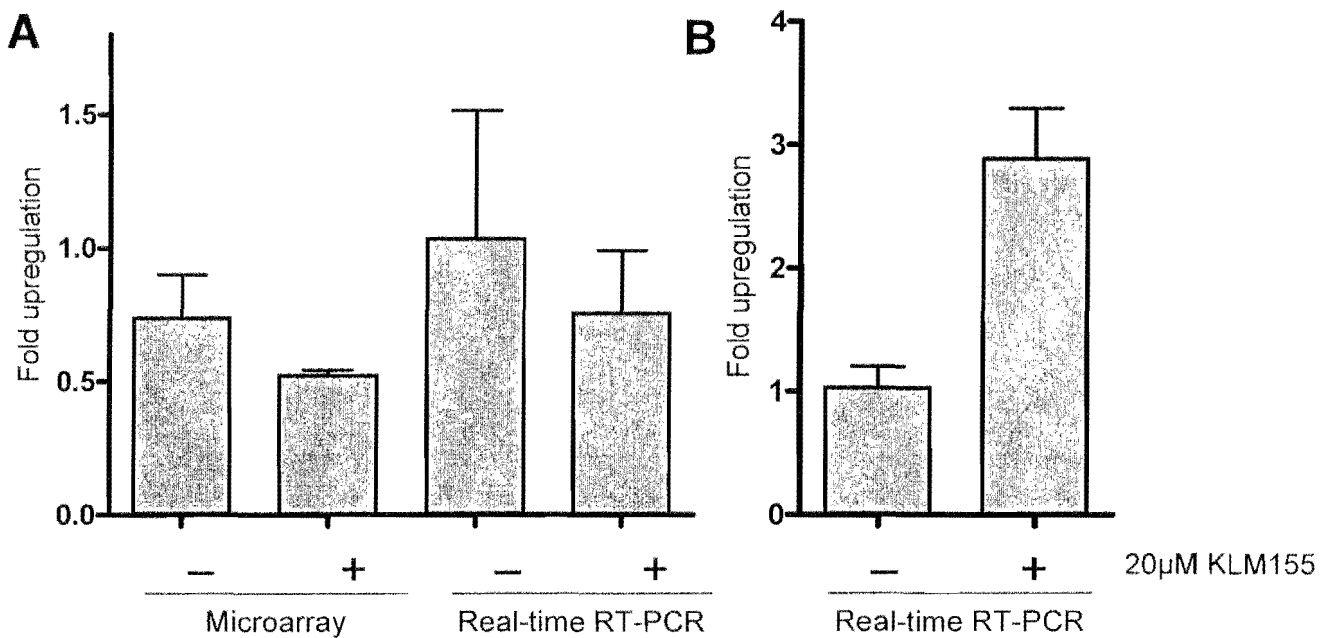 A
Fold upregulation
1.5
1.0
0.5
0.0
− + − +
Microarray Real-time RT-PCR
B
Fold upregulation
4
3
2
1
0
− + 20µM KLM155
Real-time RT-PCR